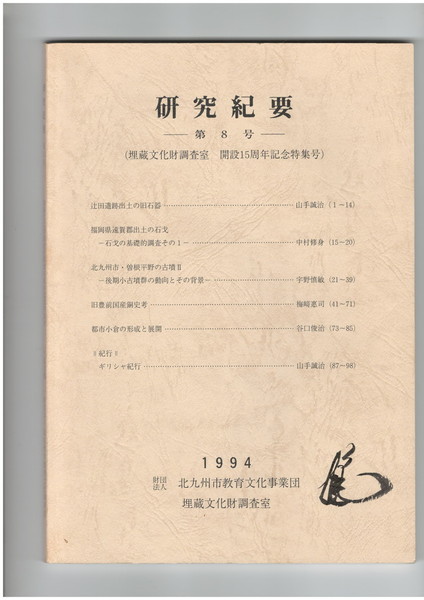 研究紀要
第8号
(埋蔵文化財調査室 開設15周年記念特集号)
辻田遺跡出土の旧石器 山手誠治 (1～14)
福岡県遠賀郡出土の石戈
－石戈の基礎的調査その1－ 中村修身 (15～20)
北九州市・曽根平野の古墳Ⅱ
－後期小古墳群の動向とその背景－ 宇野愼敏 (21～39)
旧豊前国産銅史考 梅﨑惠司 (41～71)
都市小倉の形成と展開 谷口俊治 (73～85)
∥紀行∥
ギリシャ紀行 山手誠治 (87～98)
1994
財団法人 北九州市教育文化事業団
埋蔵文化財調査室